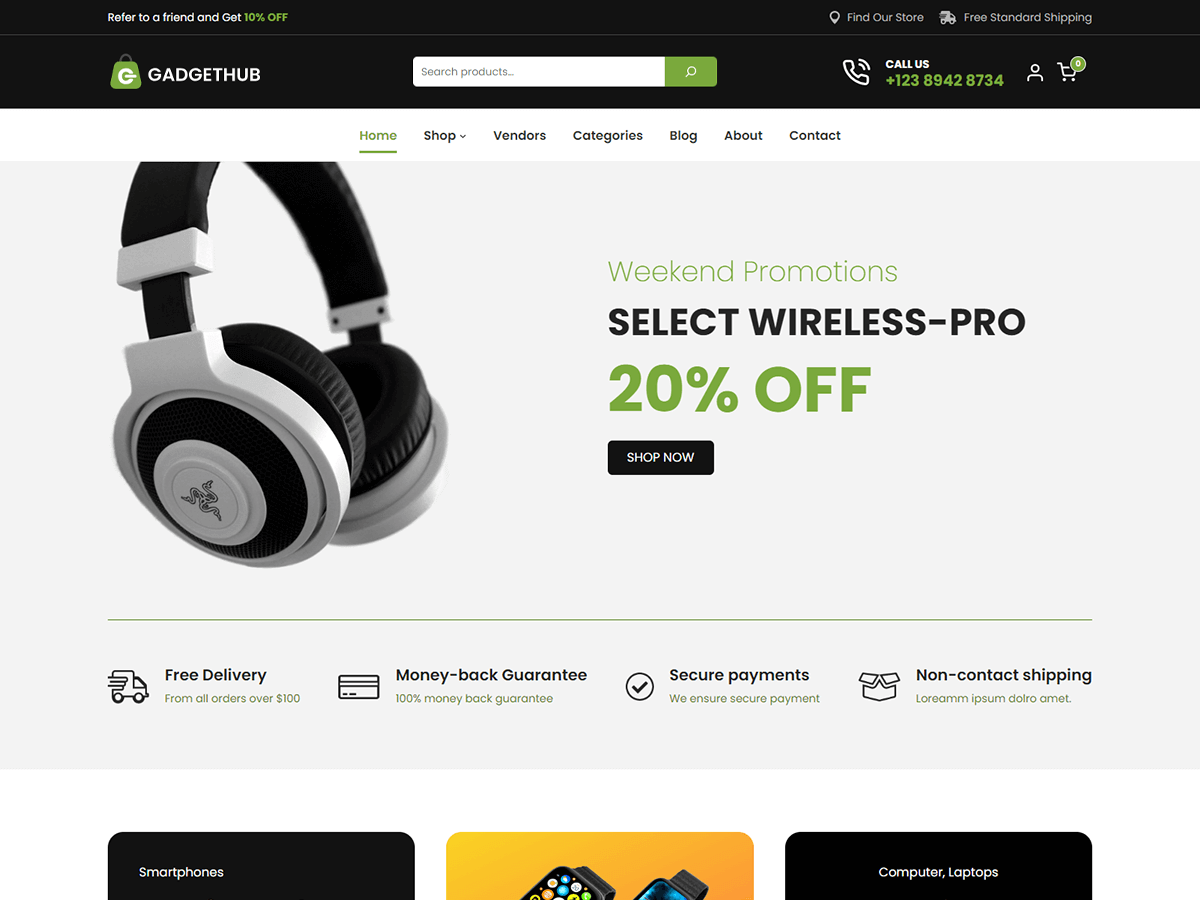 Refer to a friend and Get 10% OFF
Find Our Store
Free Standard Shipping
GADGETHUB
Search products...
CALL US
+123 8942 8734
0
Home
Shop
Vendors
Categories
Blog
About
Contact
Weekend Promotions
SELECT WIRELESS-PRO
20% OFF
SHOP NOW
Free Delivery
From all orders over $100
Money-back Guarantee
100% money back guarantee
Secure payments
We ensure secure payment
Non-contact shipping
Loreamm ipsum dolro amet.
Smartphones
Computer, Laptops